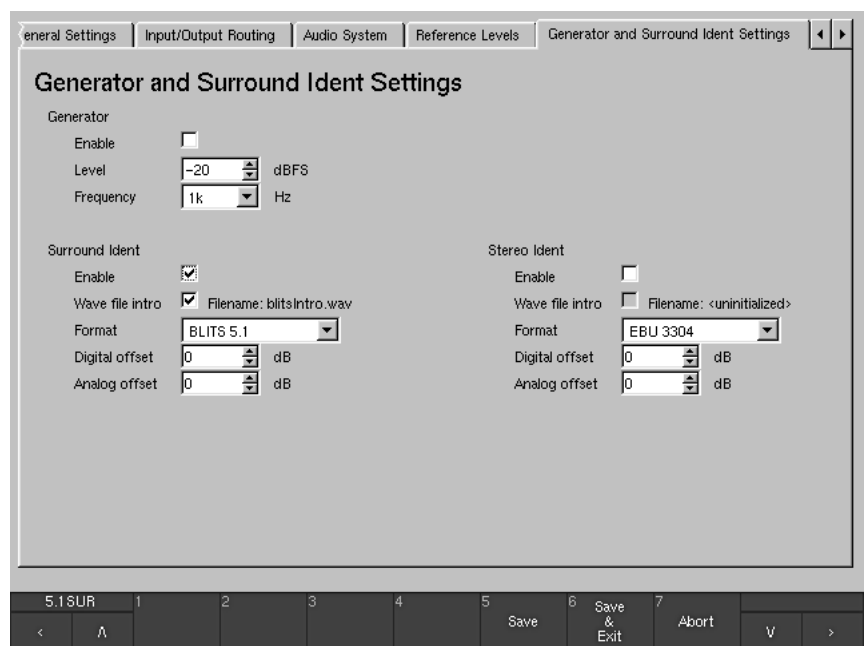 eneral Settings Input/Output Routing Audio System Reference Levels Generator and Surround Ident Settings
Generator and Surround Ident Settings
Generator
Enable
Level -20 dBFS
Frequency 1k Hz
Surround Ident
Enable
Wave file intro Filename: blitsIntro.wav
Format BLITS 5.1
Digital offset 0 dB
Analog offset 0 dB
Stereo Ident
Enable
Wave file intro Filename: <uninitialized>
Format EBU 3304
Digital offset 0 dB
Analog offset 0 dB
5.1SUR 1 2 3 4 5 Save 6 Save & Exit 7 Abort
< Λ V >